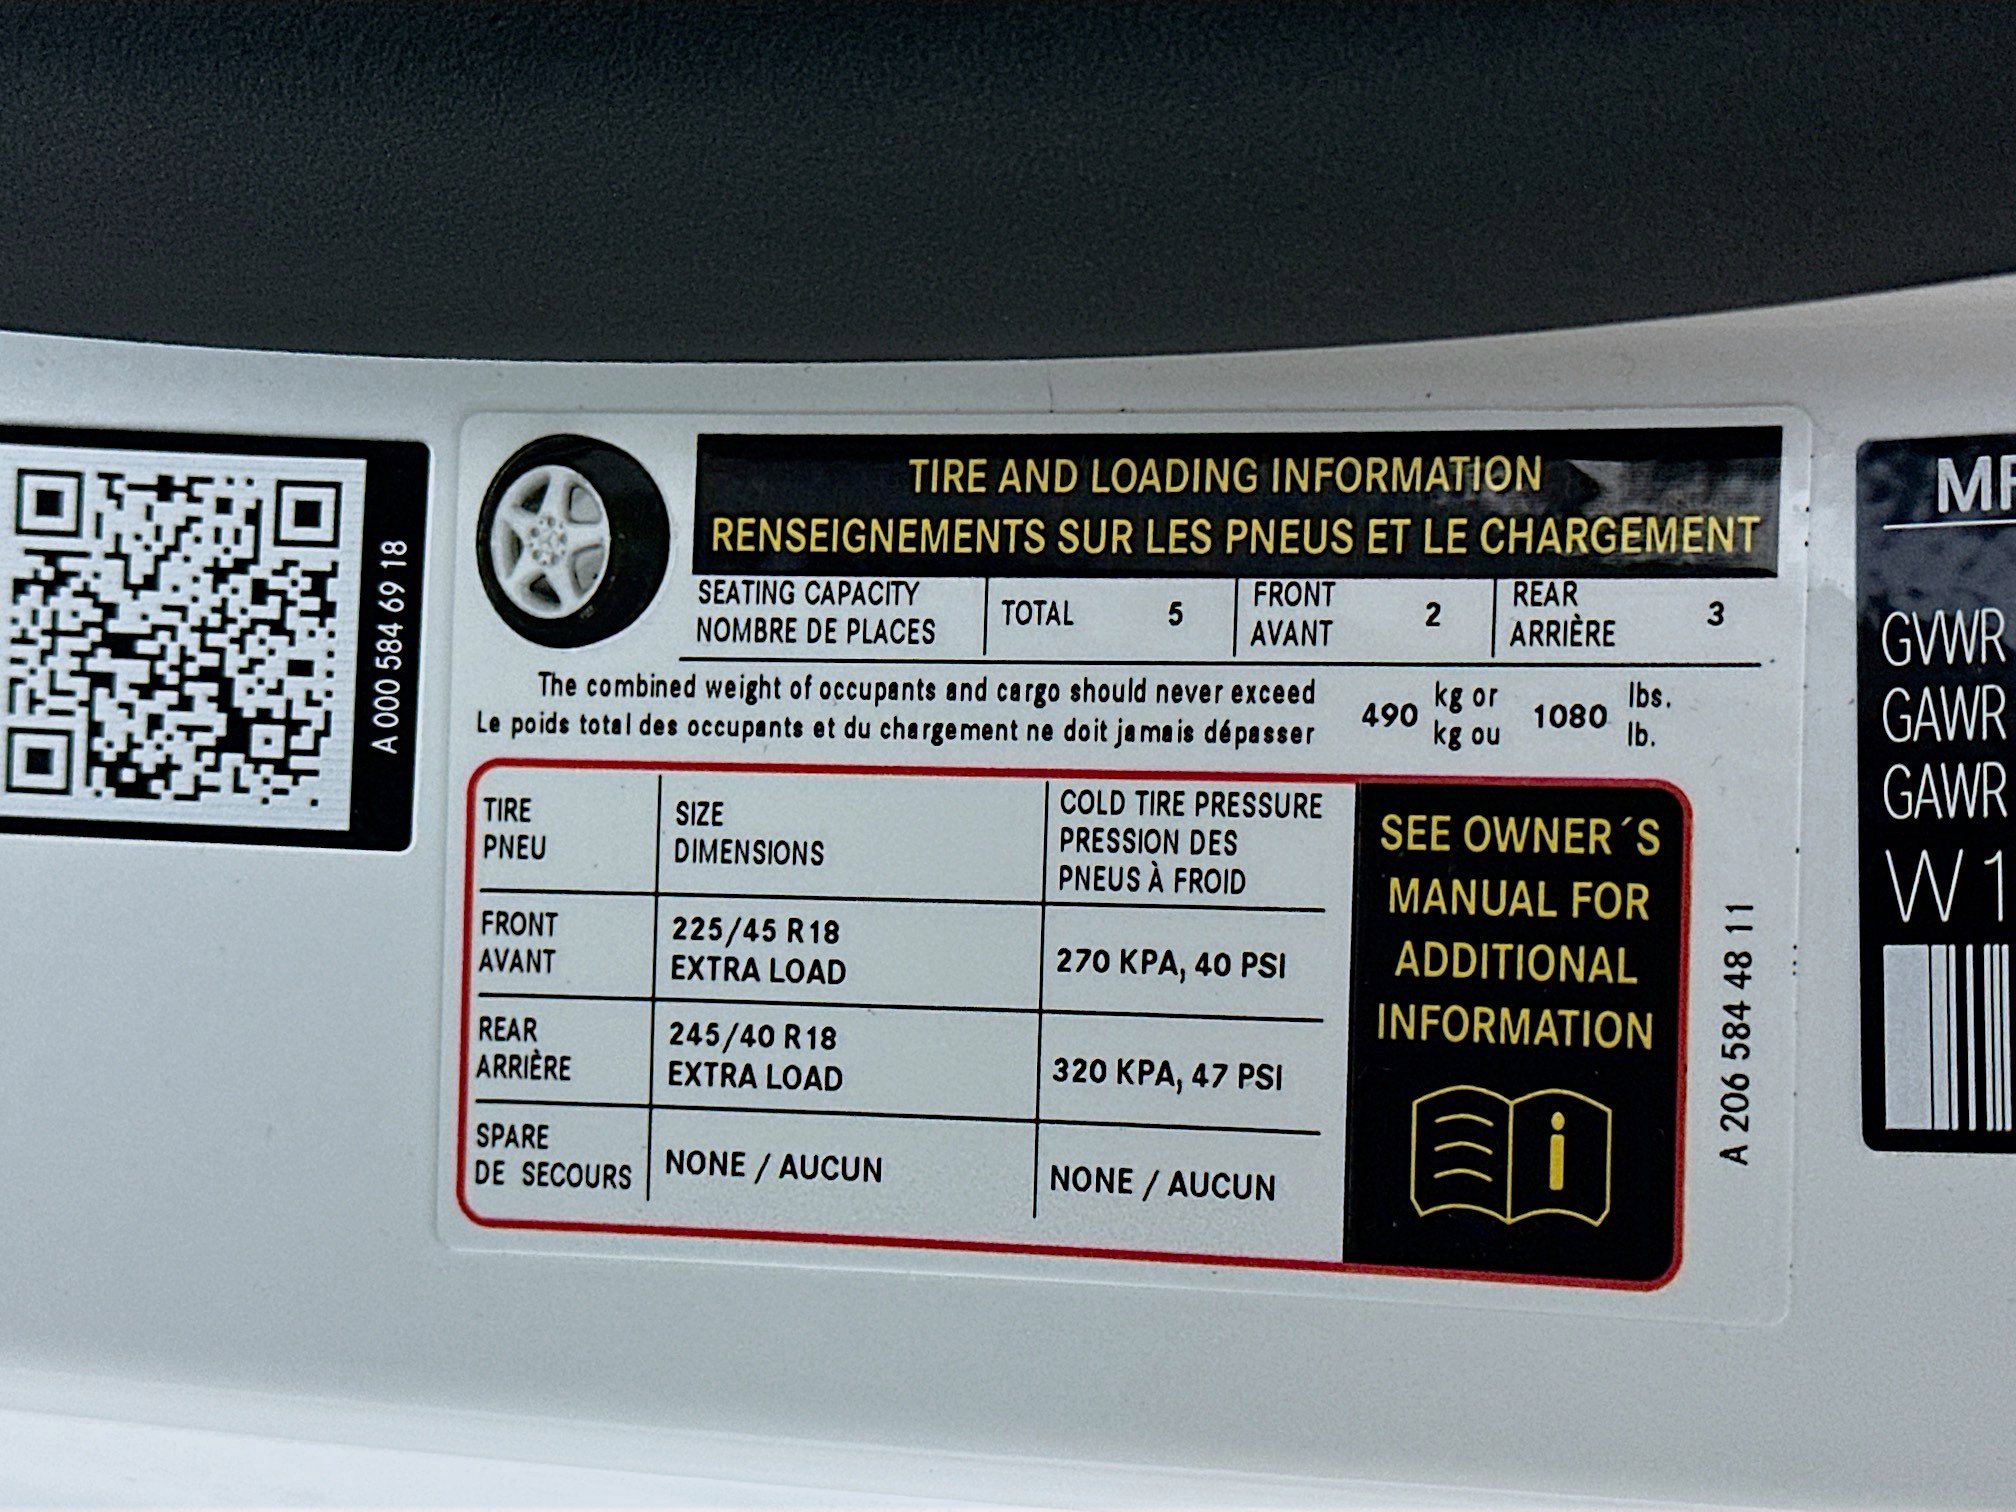 A 000 584 69 18
TIRE AND LOADING INFORMATION
RENSEIGNEMENTS SUR LES PNEUS ET LE CHARGEMENT
SEATING CAPACITY
NOMBRE DE PLACES
TOTAL 5
FRONT
AVANT
2
REAR
ARRIÈRE
3
The combined weight of occupants and cargo should never exceed
Le poids total des occupants et du chargement ne doit jamais dépasser
490 kg or
kg ou
1080 lbs.
lb.
TIRE
PNEU
SIZE
DIMENSIONS
COLD TIRE PRESSURE
PRESSION DES
PNEUS À FROID
FRONT
AVANT
225/45 R18
EXTRA LOAD
270 KPA, 40 PSI
REAR
ARRIÈRE
245/40 R18
EXTRA LOAD
320 KPA, 47 PSI
SPARE
DE SECOURS
NONE / AUCUN
NONE / AUCUN
SEE OWNER´S
MANUAL FOR
ADDITIONAL
INFORMATION
A 206 584 48 11
GVWR
GAWR
GAWR
W 1